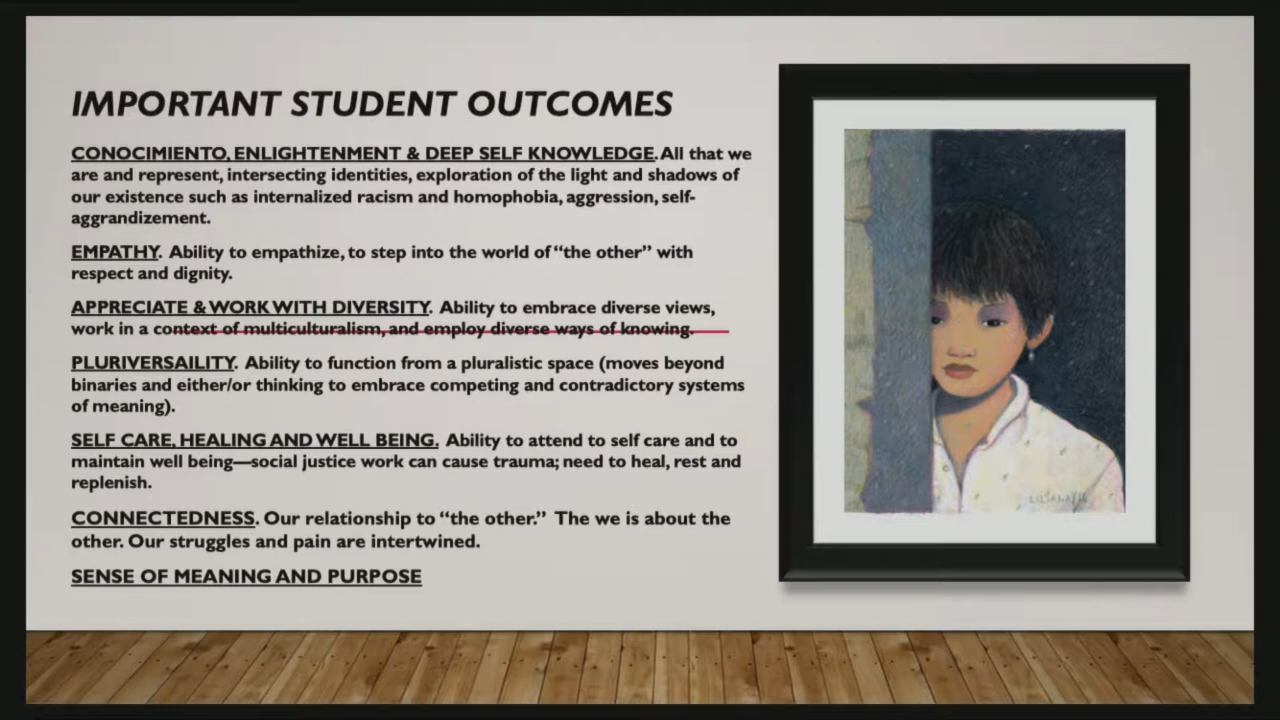 IMPORTANT STUDENT OUTCOMES
CONOCIMIENTO, ENLIGHTENMENT & DEEP SELF KNOWLEDGE. All that we
are and represent, intersecting identities, exploration of the light and shadows of
our existence such as internalized racism and homophobia, aggression, self-
aggrandizement.
EMPATHY. Ability to empathize, to step into the world of "the other" with
respect and dignity.
APPRECIATE & WORK WITH DIVERSITY. Ability to embrace diverse views,
work in a context of multiculturalism, and employ diverse ways of knowing.
PLURIVERSAILITY. Ability to function from a pluralistic space (moves beyond
binaries and either/or thinking to embrace competing and contradictory systems
of meaning).
SELF CARE, HEALING AND WELL BEING. Ability to attend to self care and to
maintain well being—social justice work can cause trauma; need to heal, rest and
replenish.
CONNECTEDNESS. Our relationship to "the other." The we is about the
other. Our struggles and pain are intertwined.
SENSE OF MEANING AND PURPOSE